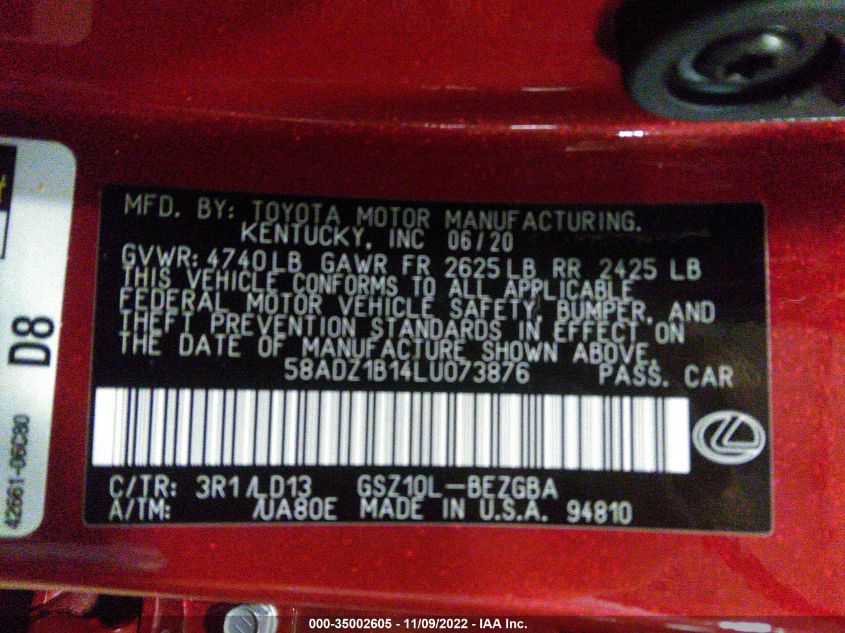 MFD. BY: TOYOTA MOTOR MANUFACTURING.
KENTUCKY, INC 06/20
GVWR: 4740LB GAWR FR 2625LB RR 2425 LB
THIS VEHICLE CONFORMS TO ALL APPLICABLE
FEDERAL MOTOR VEHICLE SAFETY, BUMPER, AND
THEFT PREVENTION STANDARDS IN EFFECT ON
THE DATE OF MANUFACTURE SHOWN ABOVE.
58ADZ1B14LU073876 PASS. CAR
C/TR: 3R1/LD13 GSZ10L-BEZGBA
A/TM: /UA80E MADE IN U.S.A. 94810
D8
42661-06C80
000-35002605 - 11/09/2022 - IAA Inc.